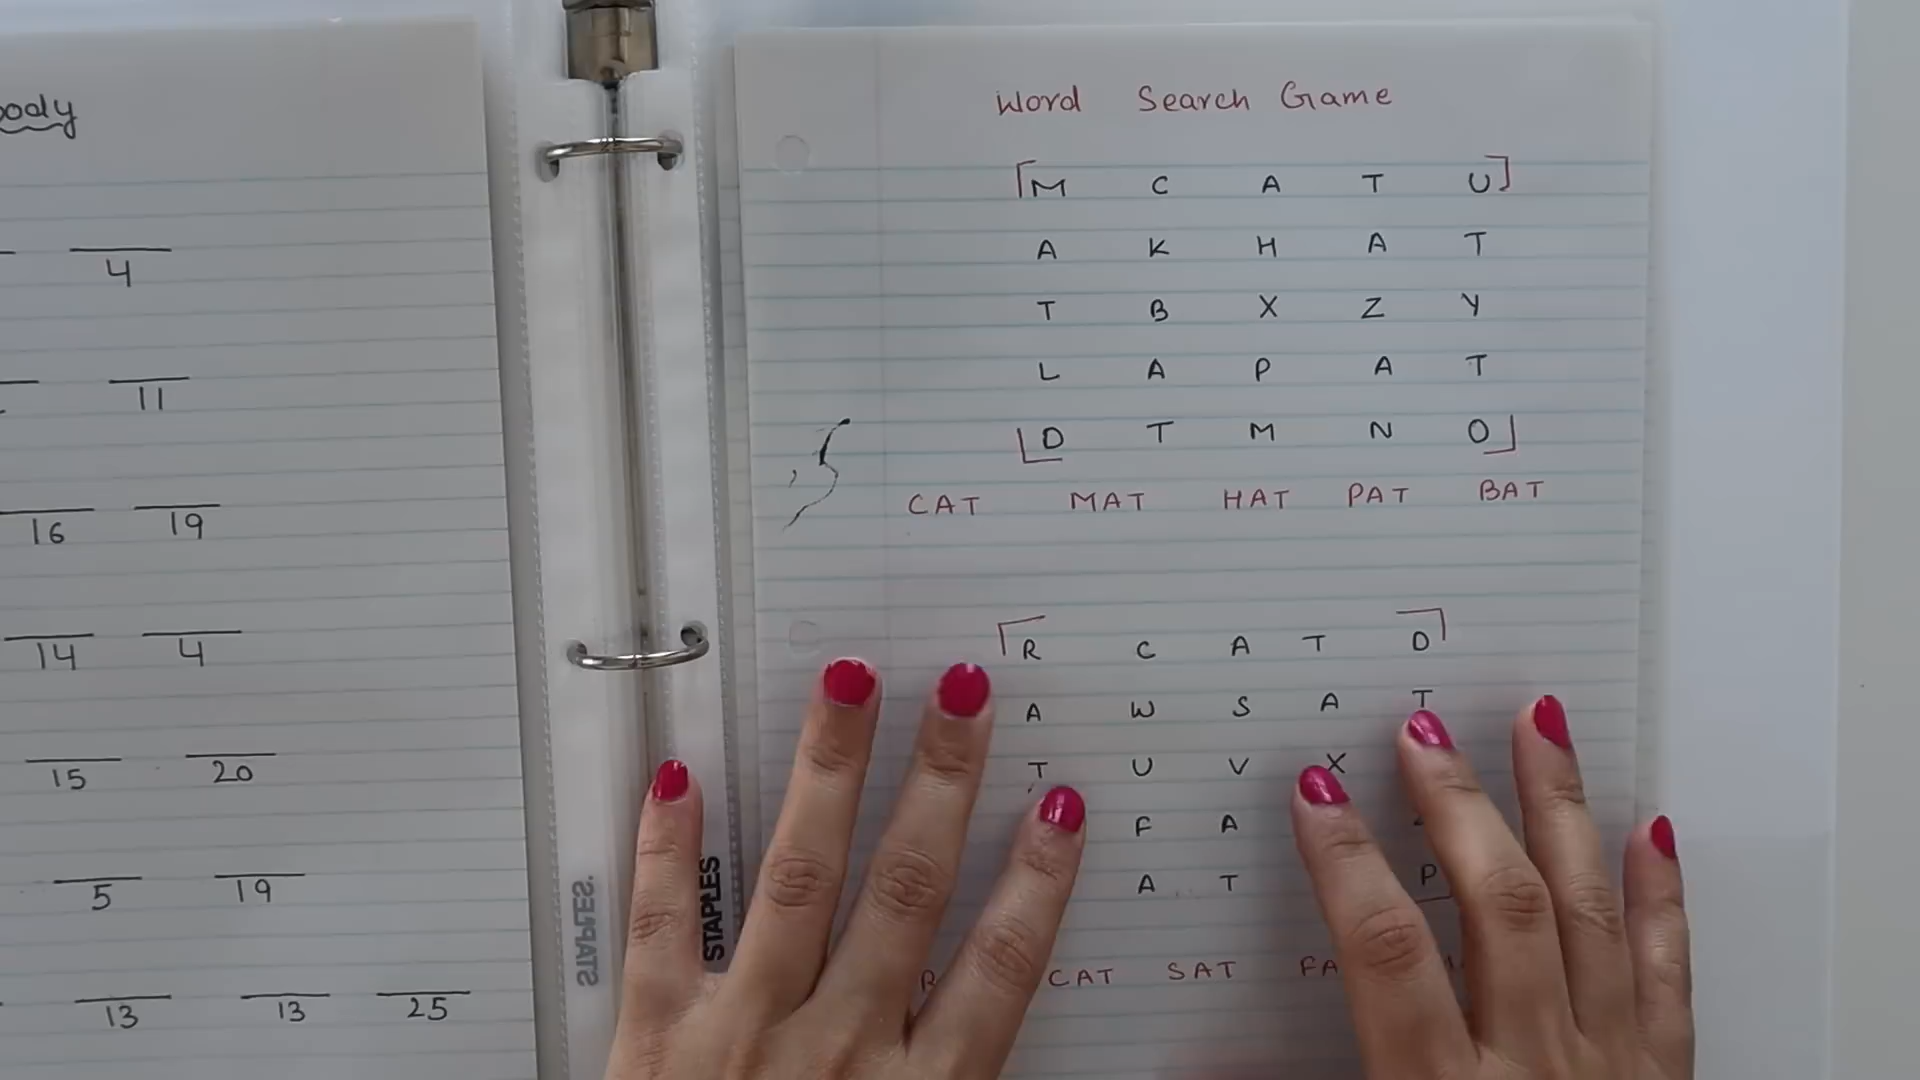 body
4
11
16 19
14 4
15 20
5 19
13 13 25
STAPLES
STAPLES.
Word Search Game
M C A T U
A K H A T
T B X Z Y
L A P A T
D T M N O
CAT MAT HAT PAT BAT
R C A T D
A W S A T
T U V X
F A
A T P
CAT SAT